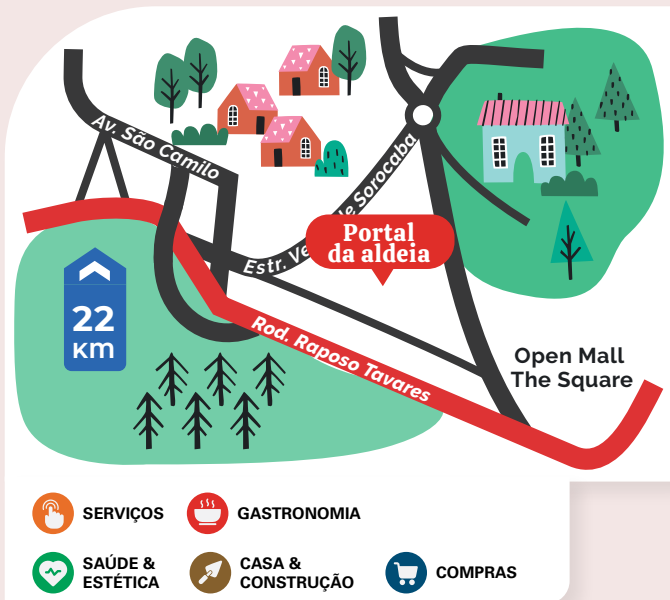 Av. São Camilo
Estr. Ve
le Sorocaba
Portal
da aldeia
22
KM
Rod. Raposo Tavares
Open Mall
The Square
SERVIÇOS
GASTRONOMIA
SAÚDE &
ESTÉTICA
CASA &
CONSTRUÇÃO
COMPRAS